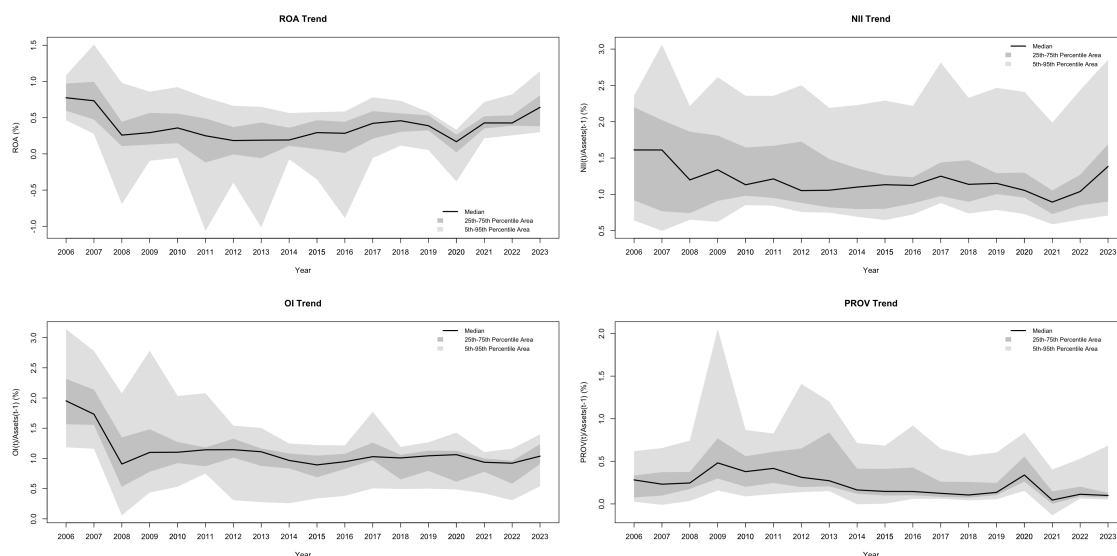 ROA Trend
ROA (%)
1.5
1.0
0.5
0.0
-0.5
-1.0
Median
25th-75th Percentile Area
5th-95th Percentile Area
2006 2007 2008 2009 2010 2011 2012 2013 2014 2015 2016 2017 2018 2019 2020 2021 2022 2023
Year
NII Trend
NII(t)/Assets(t-1) (%)
3.0
2.5
2.0
1.5
1.0
0.5
Median
25th-75th Percentile Area
5th-95th Percentile Area
2006 2007 2008 2009 2010 2011 2012 2013 2014 2015 2016 2017 2018 2019 2020 2021 2022 2023
Year
OI Trend
OI(t)/Assets(t-1) (%)
3.0
2.5
2.0
1.5
1.0
0.5
0.0
Median
25th-75th Percentile Area
5th-95th Percentile Area
2006 2007 2008 2009 2010 2011 2012 2013 2014 2015 2016 2017 2018 2019 2020 2021 2022 2023
Year
PROV Trend
PROV(t)/Assets(t-1) (%)
2.0
1.5
1.0
0.5
0.0
Median
25th-75th Percentile Area
5th-95th Percentile Area
2006 2007 2008 2009 2010 2011 2012 2013 2014 2015 2016 2017 2018 2019 2020 2021 2022 2023
Year